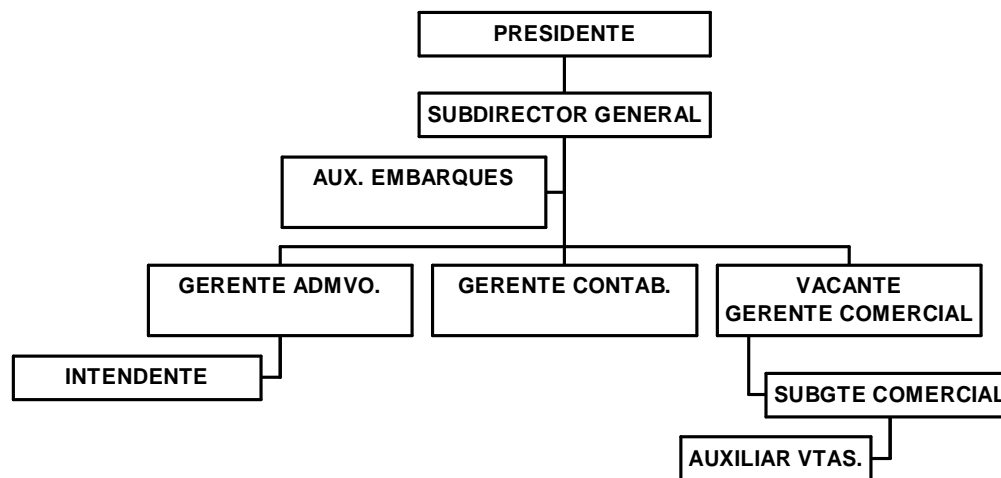 PRESIDENTE
SUBDIRECTOR GENERAL
AUX. EMBARQUES
GERENTE ADMVO.
GERENTE CONTAB.
VACANTE
GERENTE COMERCIAL
INTENDENTE
SUBGTE COMERCIAL
AUXILIAR VTAS.